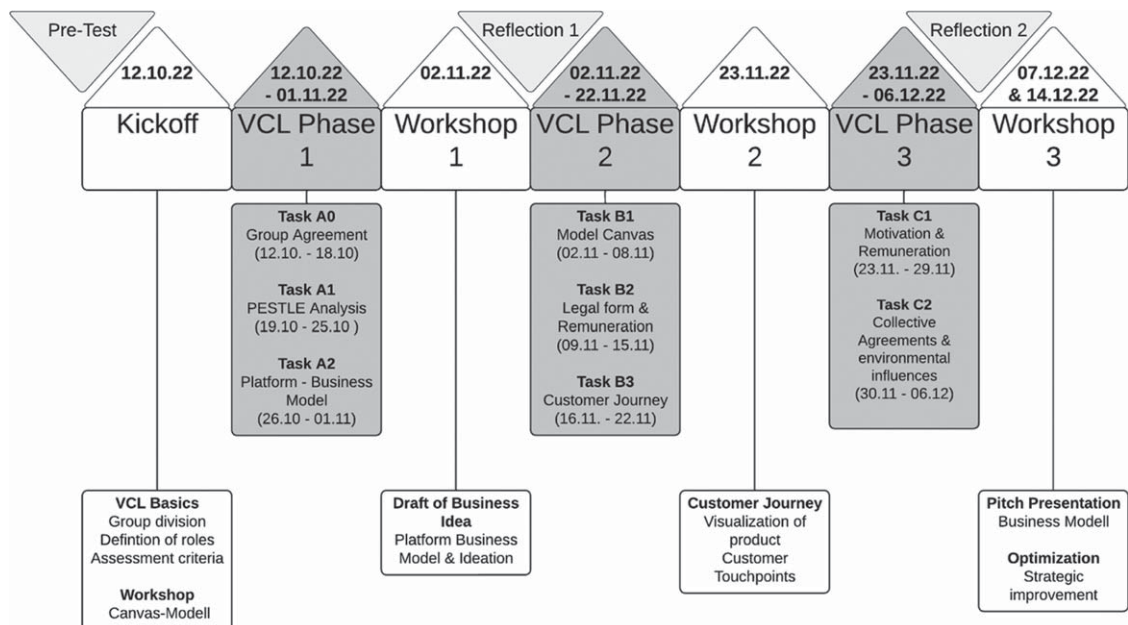 Pre-Test
Reflection 1
Reflection 2
12.10.22
12.10.22
- 01.11.22
02.11.22
02.11.22
- 22.11.22
23.11.22
23.11.22
- 06.12.22
07.12.22
& 14.12.22
Kickoff
VCL Phase
1
Workshop
1
VCL Phase
2
Workshop
2
VCL Phase
3
Workshop
3
Task A0
Group Agreement
(12.10. - 18.10)
Task A1
PESTLE Analysis
(19.10 - 25.10 )
Task A2
Platform - Business
Model
(26.10 - 01.11)
Task B1
Model Canvas
(02.11 - 08.11)
Task B2
Legal form &
Remuneration
(09.11 - 15.11)
Task B3
Customer Journey
(16.11. - 22.11)
Task C1
Motivation &
Remuneration
(23.11. - 29.11)
Task C2
Collective
Agreements &
environmental
influences
(30.11 - 06.12)
VCL Basics
Group division
Defintion of roles
Assessment criteria
Workshop
Canvas-Modell
Draft of Business
Idea
Platform Business
Model & Ideation
Customer Journey
Visualization of
product
Customer
Touchpoints
Pitch Presentation
Business Modell
Optimization
Strategic
improvement